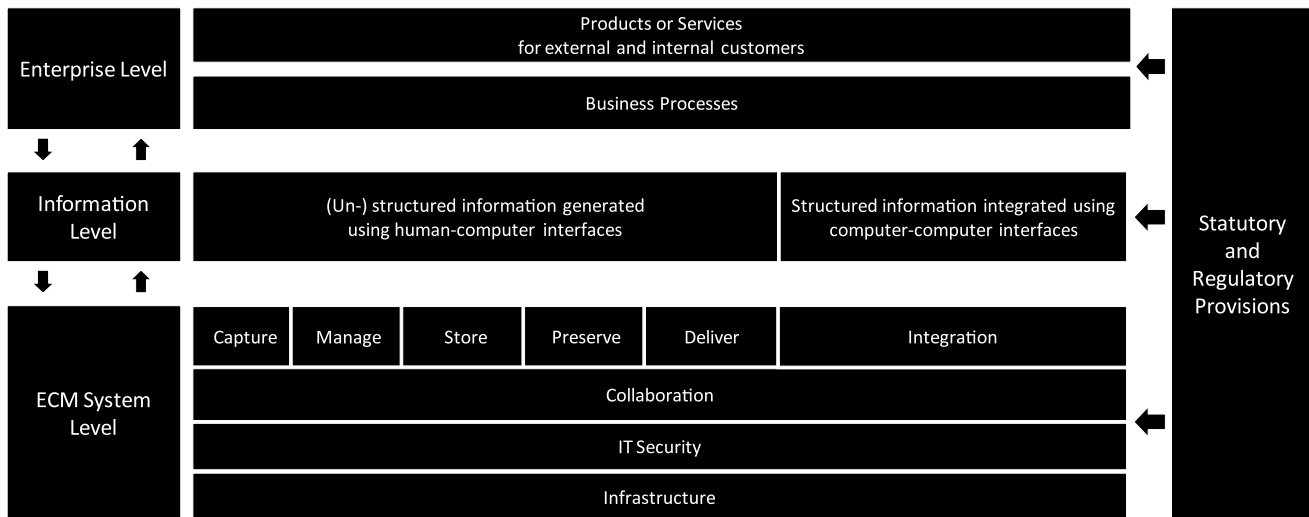 Enterprise Level
Products or Services
for external and internal customers
Business Processes
Information
Level
(Un-) structured information generated
using human-computer interfaces
Structured information integrated using
computer-computer interfaces
ECM System
Level
Capture
Manage
Store
Preserve
Deliver
Integration
Collaboration
IT Security
Infrastructure
Statutory
and
Regulatory
Provisions